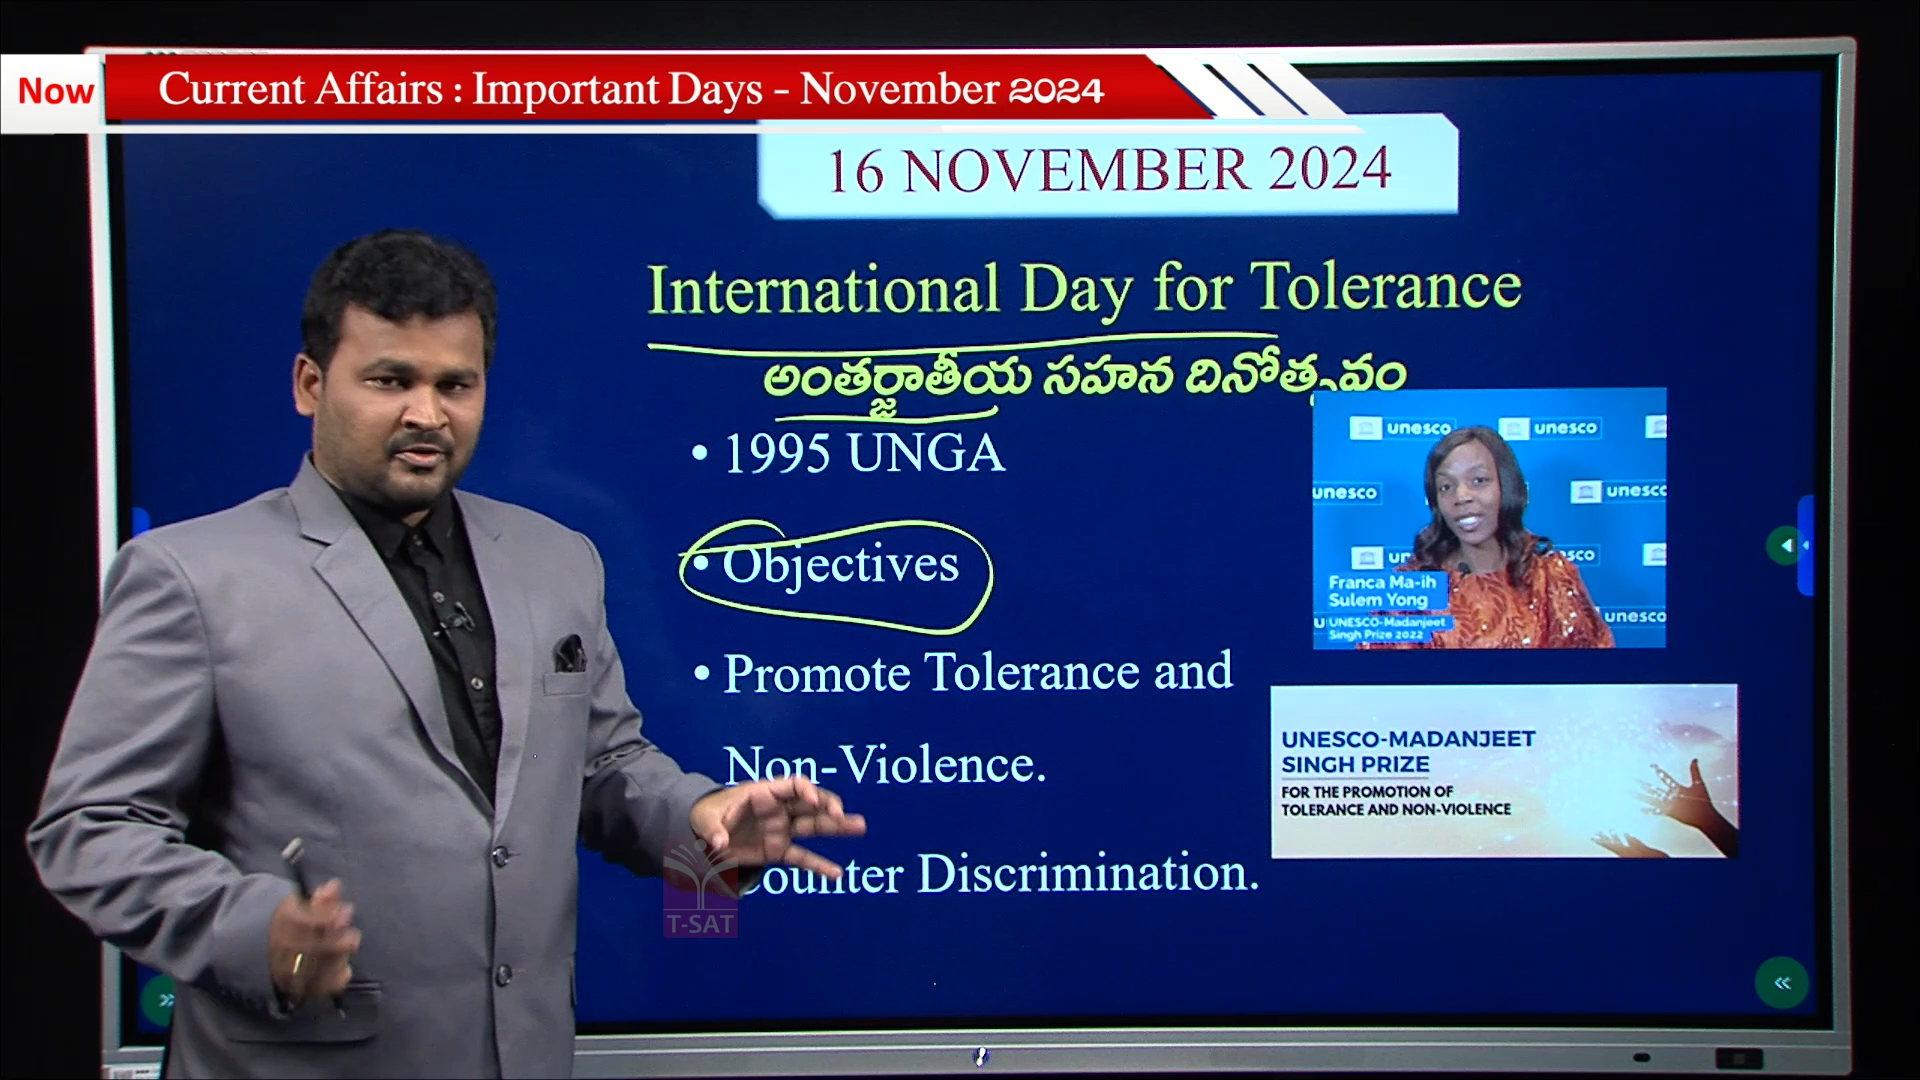 Now
Current Affairs : Important Days - November 2024
16 NOVEMBER 2024
International Day for Tolerance
అంతర్జాతీయ సహన దినోత్సవం
• 1995 UNGA
• Objectives
• Promote Tolerance and
Non-Violence.
Counter Discrimination.
unesco unesco
unesco unesco
Franca Ma-ih
Sulem Yong
UNESCO-Madanjeet
Singh Prize 2022
unesco
UNESCO-MADANJEET
SINGH PRIZE
FOR THE PROMOTION OF
TOLERANCE AND NON-VIOLENCE
T-SAT